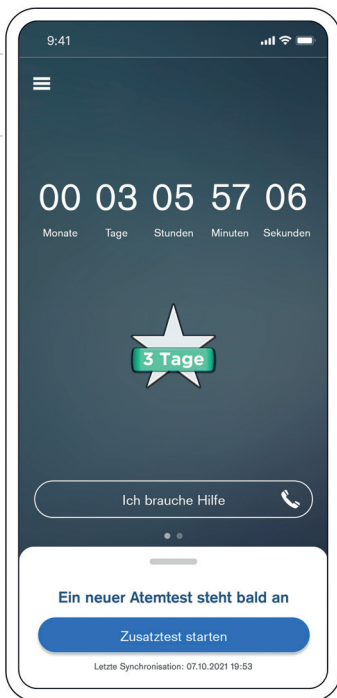 9:41
00 03 05 57 06
Monate Tage Stunden Minuten Sekunden
3 Tage
Ich brauche Hilfe
Ein neuer Atemtest steht bald an
Zusatztest starten
Letzte Synchronisation: 07.10.2021 19:53